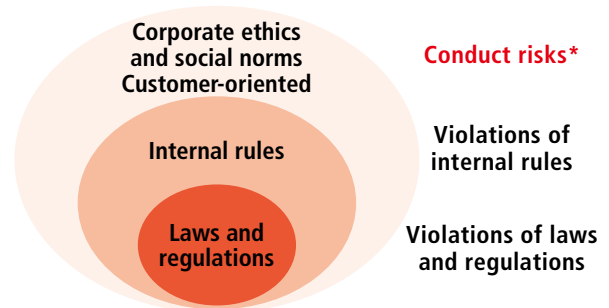 Corporate ethics
and social norms
Customer-oriented
Conduct risks*
Internal rules
Violations of
internal rules
Laws and
regulations
Violations of laws
and regulations